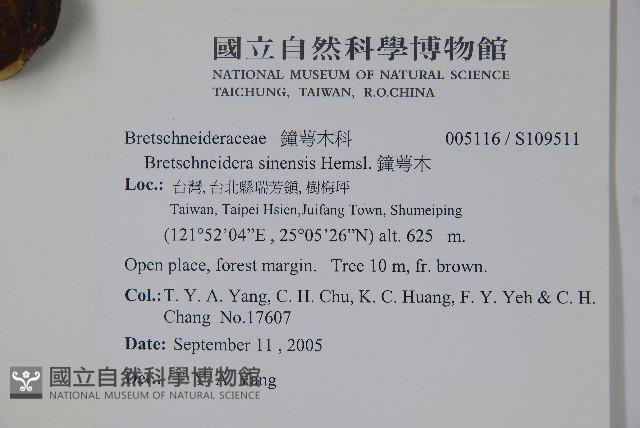 國立自然科學博物館
NATIONAL MUSEUM OF NATURAL SCIENCE
TAICHUNG, TAIWAN, R.O.CHINA
Bretschneideraceae 鐘萼木科 005116 / S109511
Bretschneidera sinensis Hemsl. 鐘萼木
Loc.: 台灣, 台北縣瑞芳鎮, 樹梅坪
Taiwan, Taipei Hsien,Juifang Town, Shumeiping
(121°52’04”E , 25°05’26”N) alt. 625 m.
Open place, forest margin. Tree 10 m, fr. brown.
Col.: T. Y. A. Yang, C. H. Chu, K. C. Huang, F. Y. Yeh & C. H.
Chang No.17607
Date: September 11 , 2005
Yang
國立自然科學博物館
NATIONAL MUSEUM OF NATURAL SCIENCE